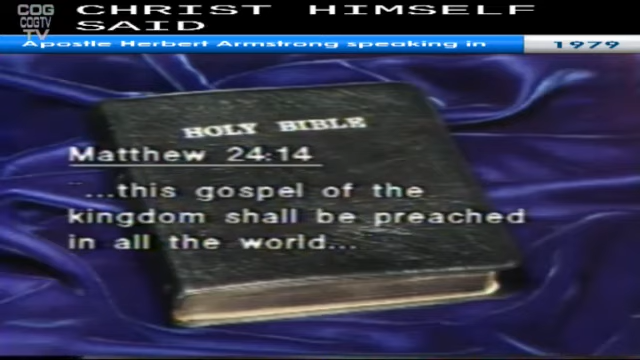 COG
COGTV
TV
CHRIST HIMSELF
SAID
Apostle Herbert Armstrong speaking in
1979
HOLY BIBLE
Matthew 24:14
...this gospel of the
kingdom shall be preached
in all the world...